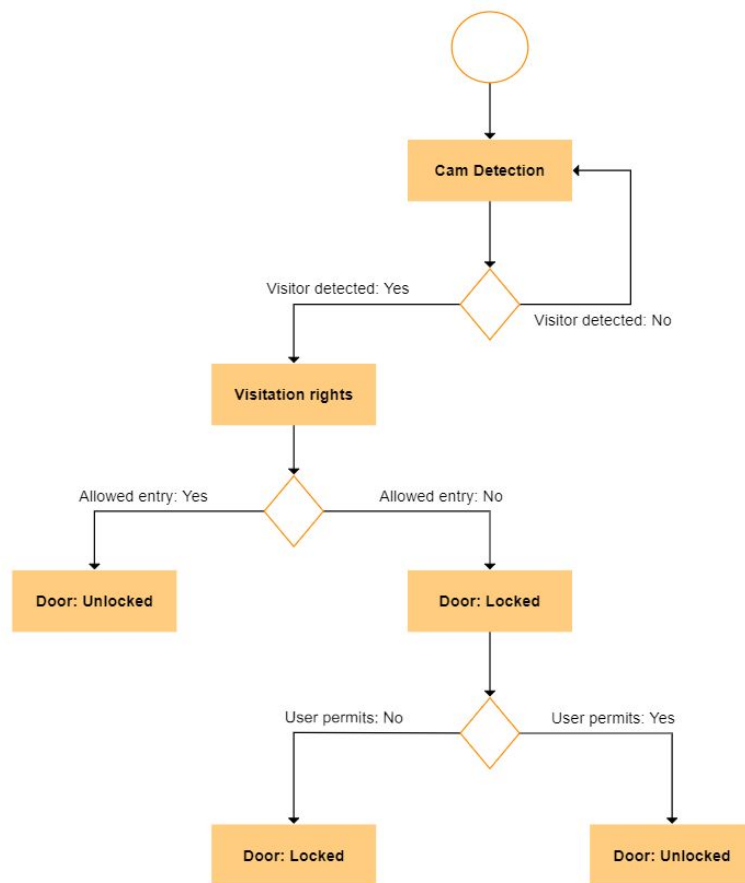 Cam Detection
Visitor detected: Yes
Visitor detected: No
Visitation rights
Allowed entry: Yes
Allowed entry: No
Door: Unlocked
Door: Locked
User permits: No
User permits: Yes
Door: Locked
Door: Unlocked